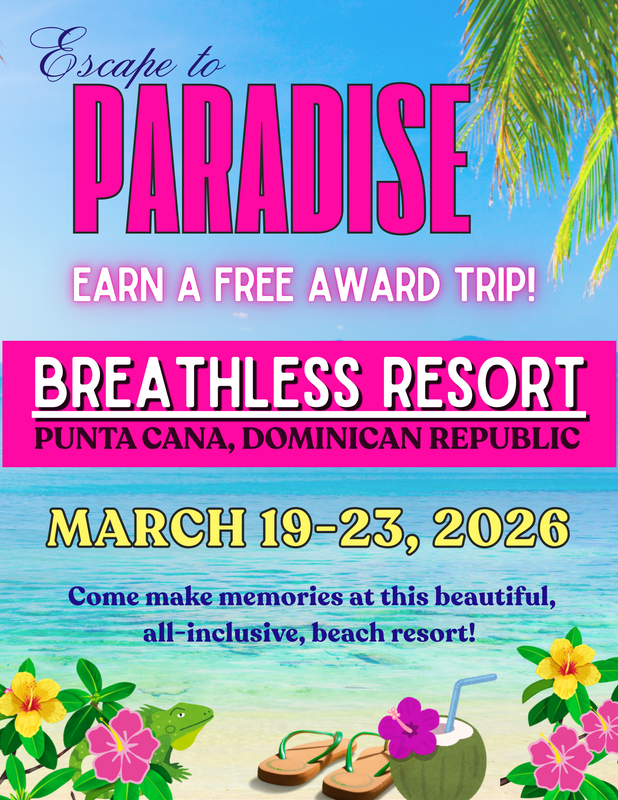 Escape to
PARADISE
EARN A FREE AWARD TRIP!
BREATHLESS RESORT
PUNTA CANA, DOMINICAN REPUBLIC
MARCH 19-23, 2026
Come make memories at this beautiful,
all-inclusive, beach resort!